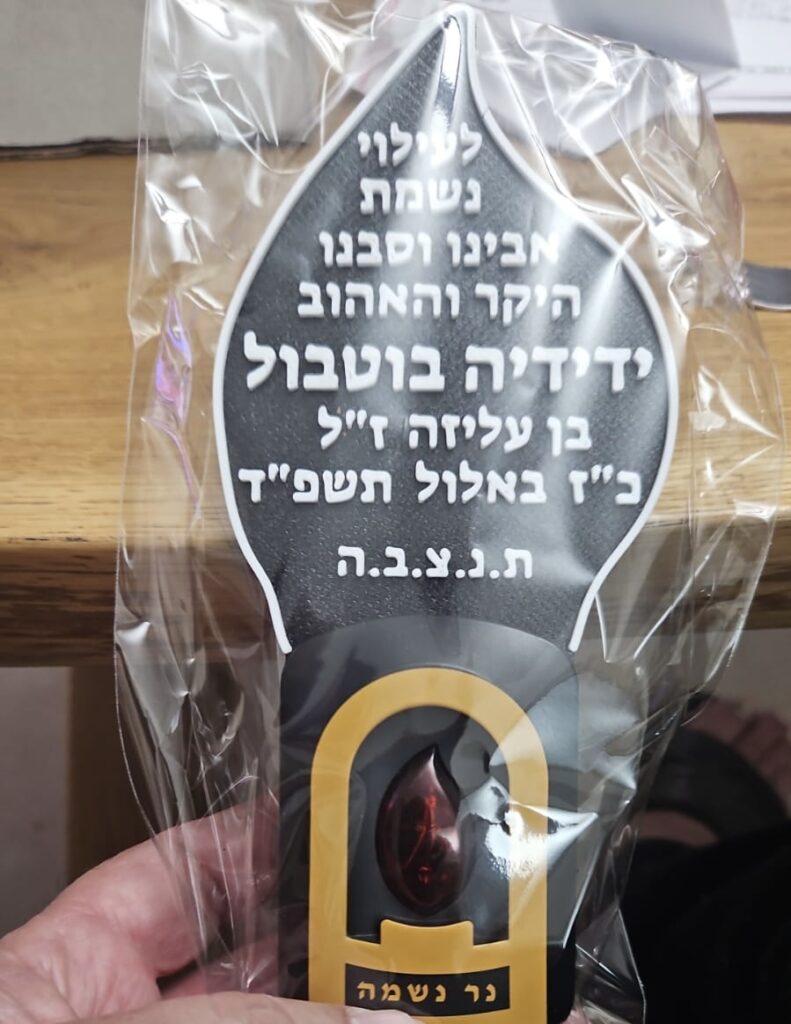 לעילוי
נשמת
אבינו וסבנו
היקר והאהוב
ידידיה בוטבול
בן עליזה ז"ל
כ"ז באלול תשפ"ד
ת.נ.צ.ב.ה
נר נשמה